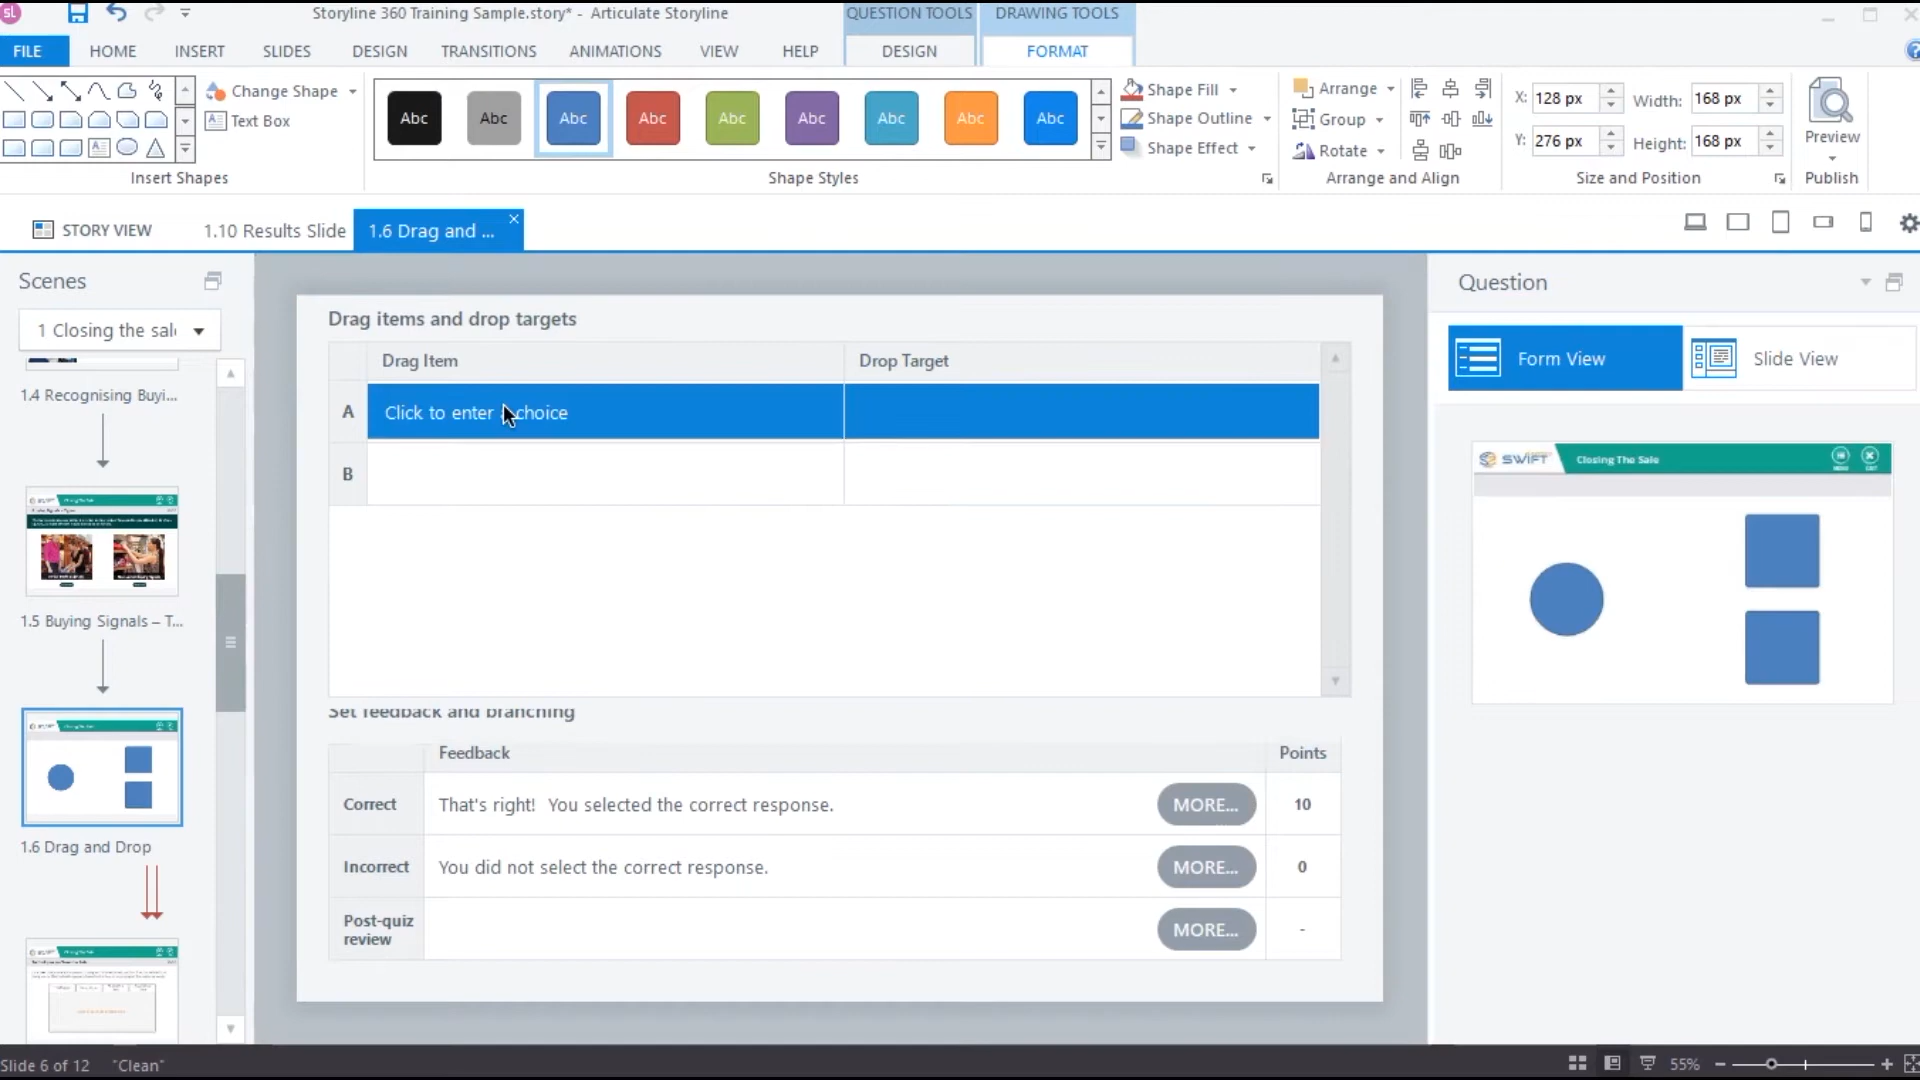 sl
Storyline 360 Training Sample.story* - Articulate Storyline
QUESTION TOOLS
DRAWING TOOLS
FILE
HOME
INSERT
SLIDES
DESIGN
TRANSITIONS
ANIMATIONS
VIEW
HELP
DESIGN
FORMAT
Change Shape
Text Box
Insert Shapes
Abc Abc Abc Abc Abc Abc Abc Abc Abc
Shape Styles
Shape Fill
Shape Outline
Shape Effect
Arrange
Group
Rotate
Arrange and Align
X: 128 px Width: 168 px
Y: 276 px Height: 168 px
Size and Position
Preview
Publish
STORY VIEW
1.10 Results Slide
1.6 Drag and ...
Scenes
1 Closing the sal
1.4 Recognising Buyi...
1.5 Buying Signals – T...
1.6 Drag and Drop
Drag items and drop targets
Drag Item Drop Target
A Click to enter a choice
B
Set feedback and branching
Feedback Points
Correct That's right! You selected the correct response. MORE... 10
Incorrect You did not select the correct response. MORE... 0
Post-quiz review MORE... -
Question
Form View
Slide View
SWIFT Closing The Sale
MENU EXIT
Slide 6 of 12 "Clean"
55%